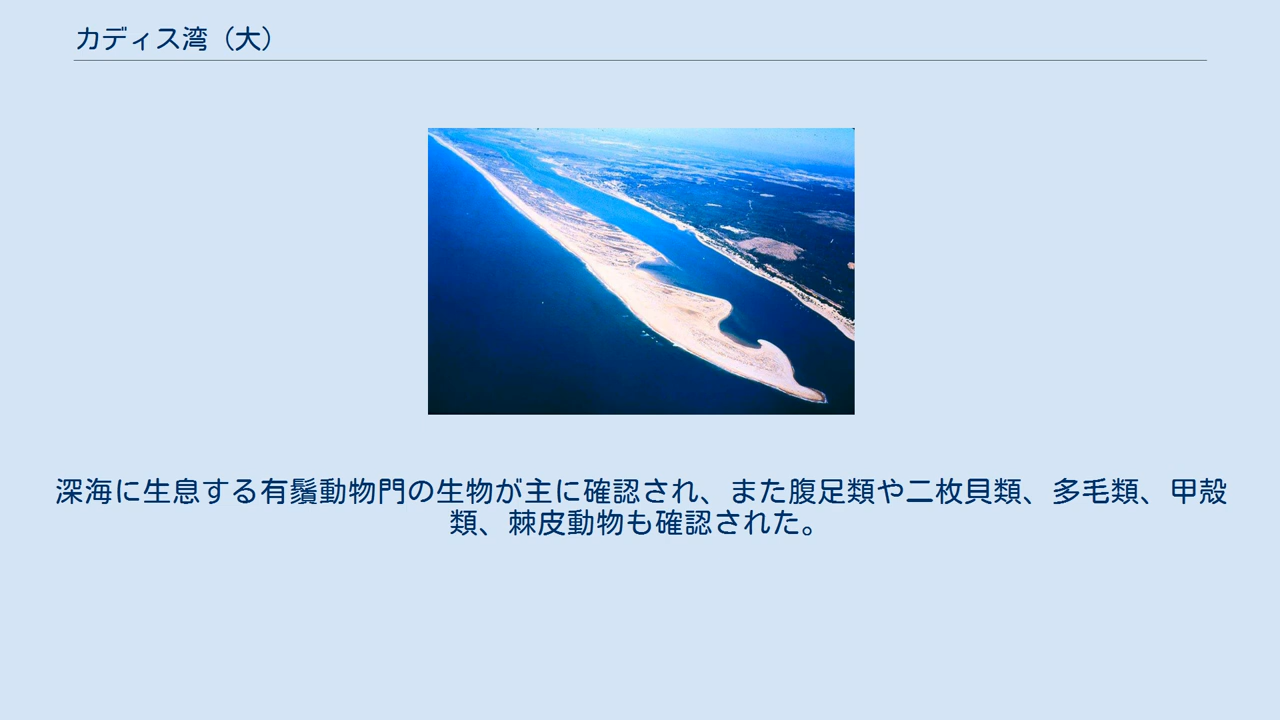 カディス湾（大）
深海に生息する有鬚動物門の生物が主に確認され、また腹足類や二枚貝類、多毛類、甲殻
類、棘皮動物も確認された。